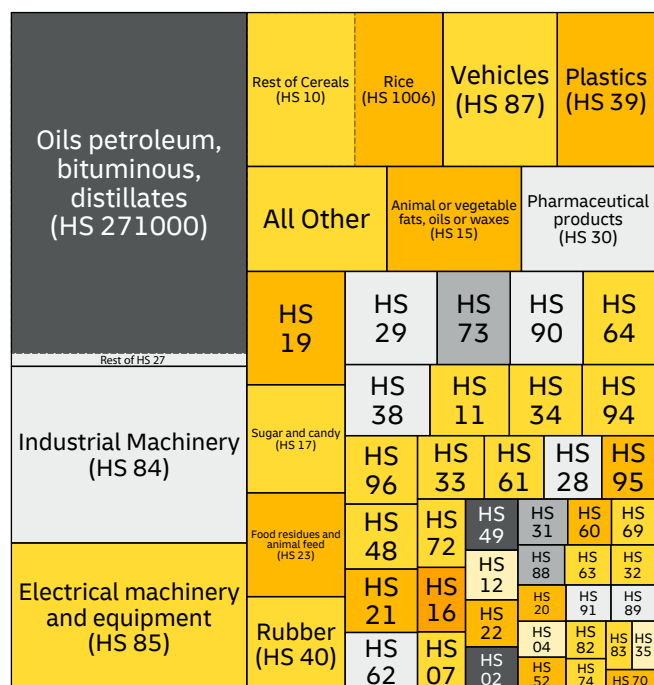 Oils petroleum,
bituminous,
distillates
(HS 271000)
Rest of HS 27
Industrial Machinery
(HS 84)
Electrical machinery
and equipment
(HS 85)
Rest of Cereals
(HS 10)
Rice
(HS 1006)
Vehicles
(HS 87)
Plastics
(HS 39)
All Other
Animal or vegetable
fats, oils or waxes
(HS 15)
Pharmaceutical
products
(HS 30)
HS
19
Sugar and candy
(HS 17)
Food residues and
animal feed
(HS 23)
Rubber
(HS 40)
HS
29
HS
73
HS
90
HS
64
HS
38
HS
11
HS
34
HS
94
HS
96
HS
33
HS
61
HS
28
HS
95
HS
48
HS
72
HS
49
HS
31
HS
60
HS
69
HS
12
HS
88
HS
63
HS
32
HS
21
HS
16
HS
22
HS
20
HS
91
HS
89
HS
62
HS
07
HS
02
HS
04
HS
82
HS
83
HS
35
HS
52
HS
74
HS 70